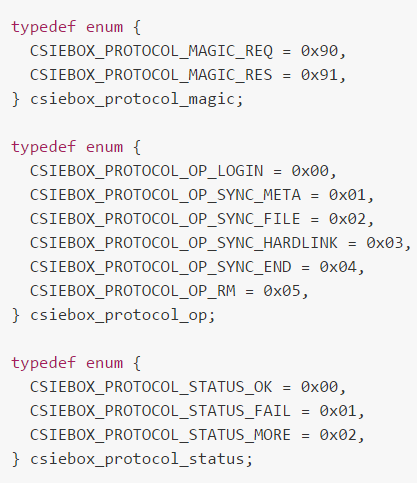 typedef enum {
  CSIEBOX_PROTOCOL_MAGIC_REQ = 0x90,
  CSIEBOX_PROTOCOL_MAGIC_RES = 0x91,
} csiebox_protocol_magic;

typedef enum {
  CSIEBOX_PROTOCOL_OP_LOGIN = 0x00,
  CSIEBOX_PROTOCOL_OP_SYNC_META = 0x01,
  CSIEBOX_PROTOCOL_OP_SYNC_FILE = 0x02,
  CSIEBOX_PROTOCOL_OP_SYNC_HARDLINK = 0x03,
  CSIEBOX_PROTOCOL_OP_SYNC_END = 0x04,
  CSIEBOX_PROTOCOL_OP_RM = 0x05,
} csiebox_protocol_op;

typedef enum {
  CSIEBOX_PROTOCOL_STATUS_OK = 0x00,
  CSIEBOX_PROTOCOL_STATUS_FAIL = 0x01,
  CSIEBOX_PROTOCOL_STATUS_MORE = 0x02,
} csiebox_protocol_status;